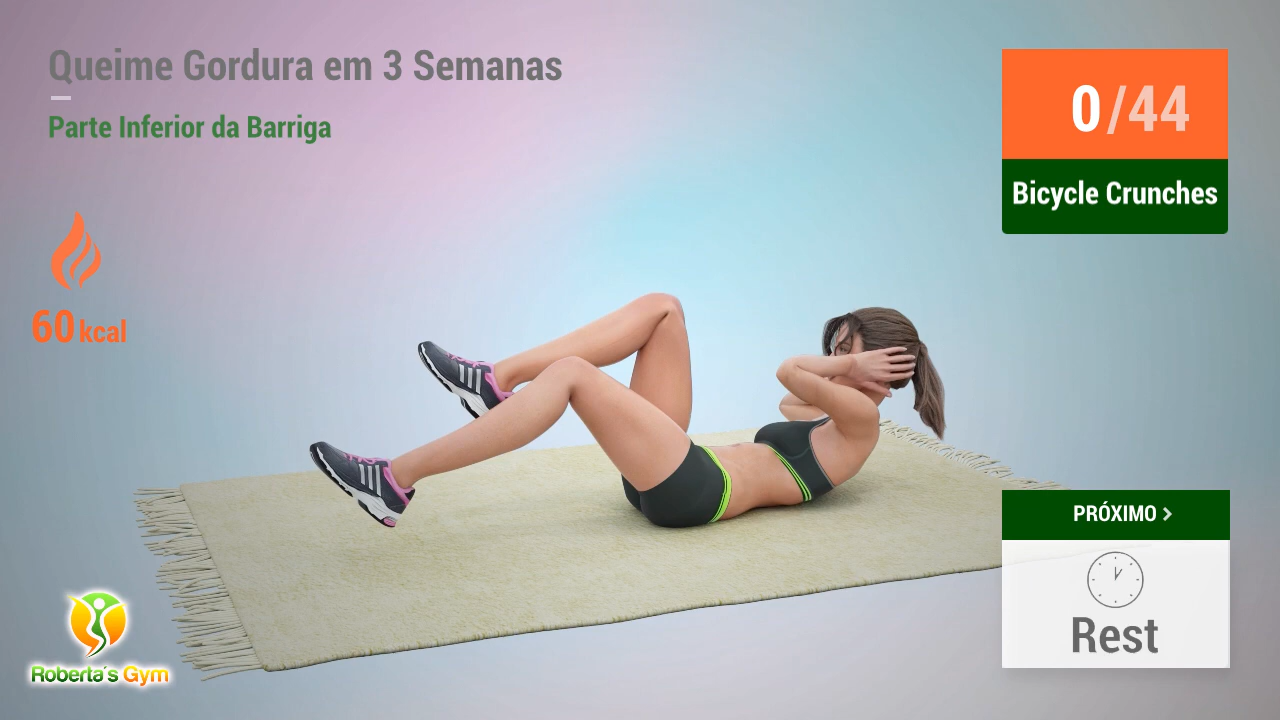 Queime Gordura em 3 Semanas
Parte Inferior da Barriga
0/44
Bicycle Crunches
60 kcal
PRÓXIMO >
Rest
Roberta´s Gym